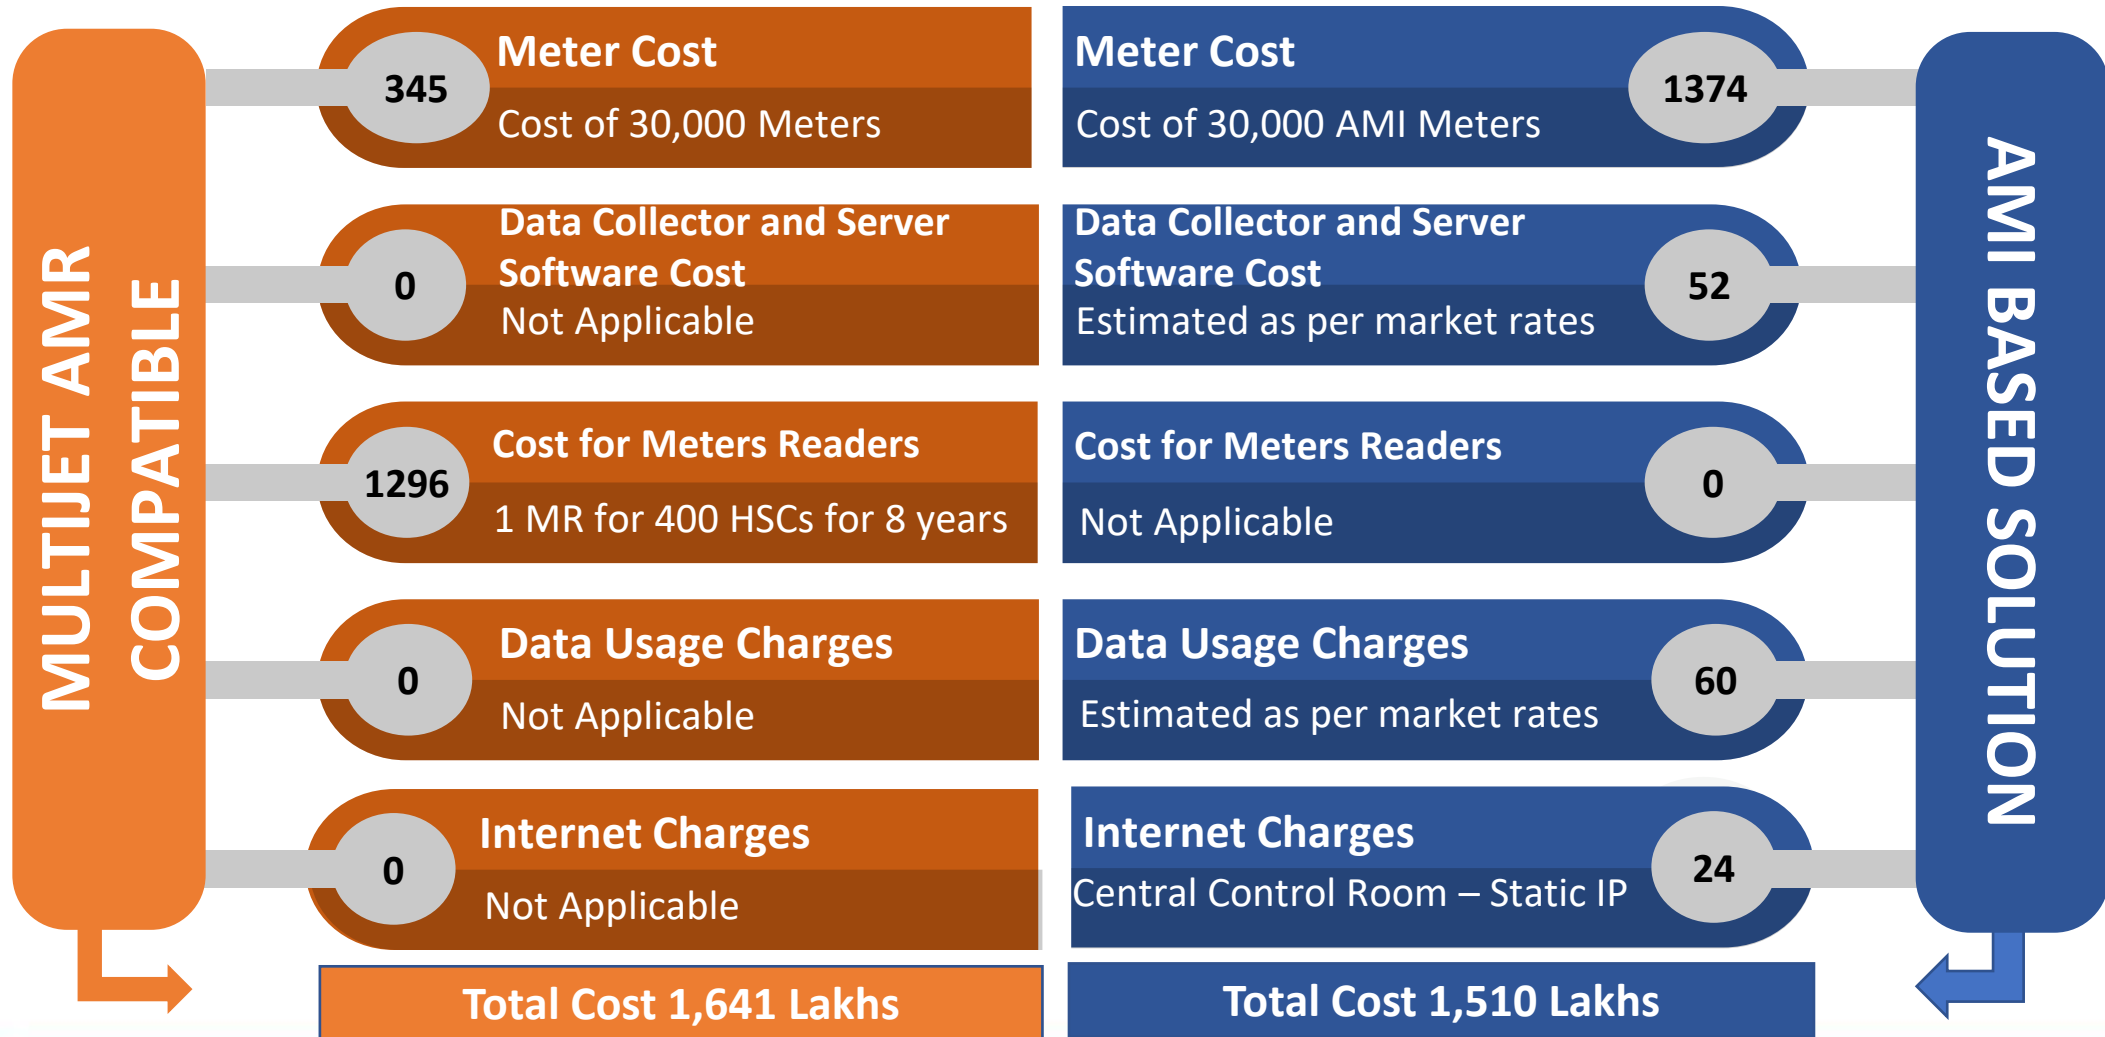 MULTIJET AMR
COMPATIBLE
345
Meter Cost
Cost of 30,000 Meters
0
Data Collector and Server
Software Cost
Not Applicable
1296
Cost for Meters Readers
1 MR for 400 HSCs for 8 years
0
Data Usage Charges
Not Applicable
0
Internet Charges
Not Applicable
Total Cost 1,641 Lakhs
Meter Cost
Cost of 30,000 AMI Meters
1374
Data Collector and Server
Software Cost
Estimated as per market rates
52
Cost for Meters Readers
Not Applicable
0
Data Usage Charges
Estimated as per market rates
60
Internet Charges
Central Control Room – Static IP
24
Total Cost 1,510 Lakhs
AMI BASED SOLUTION